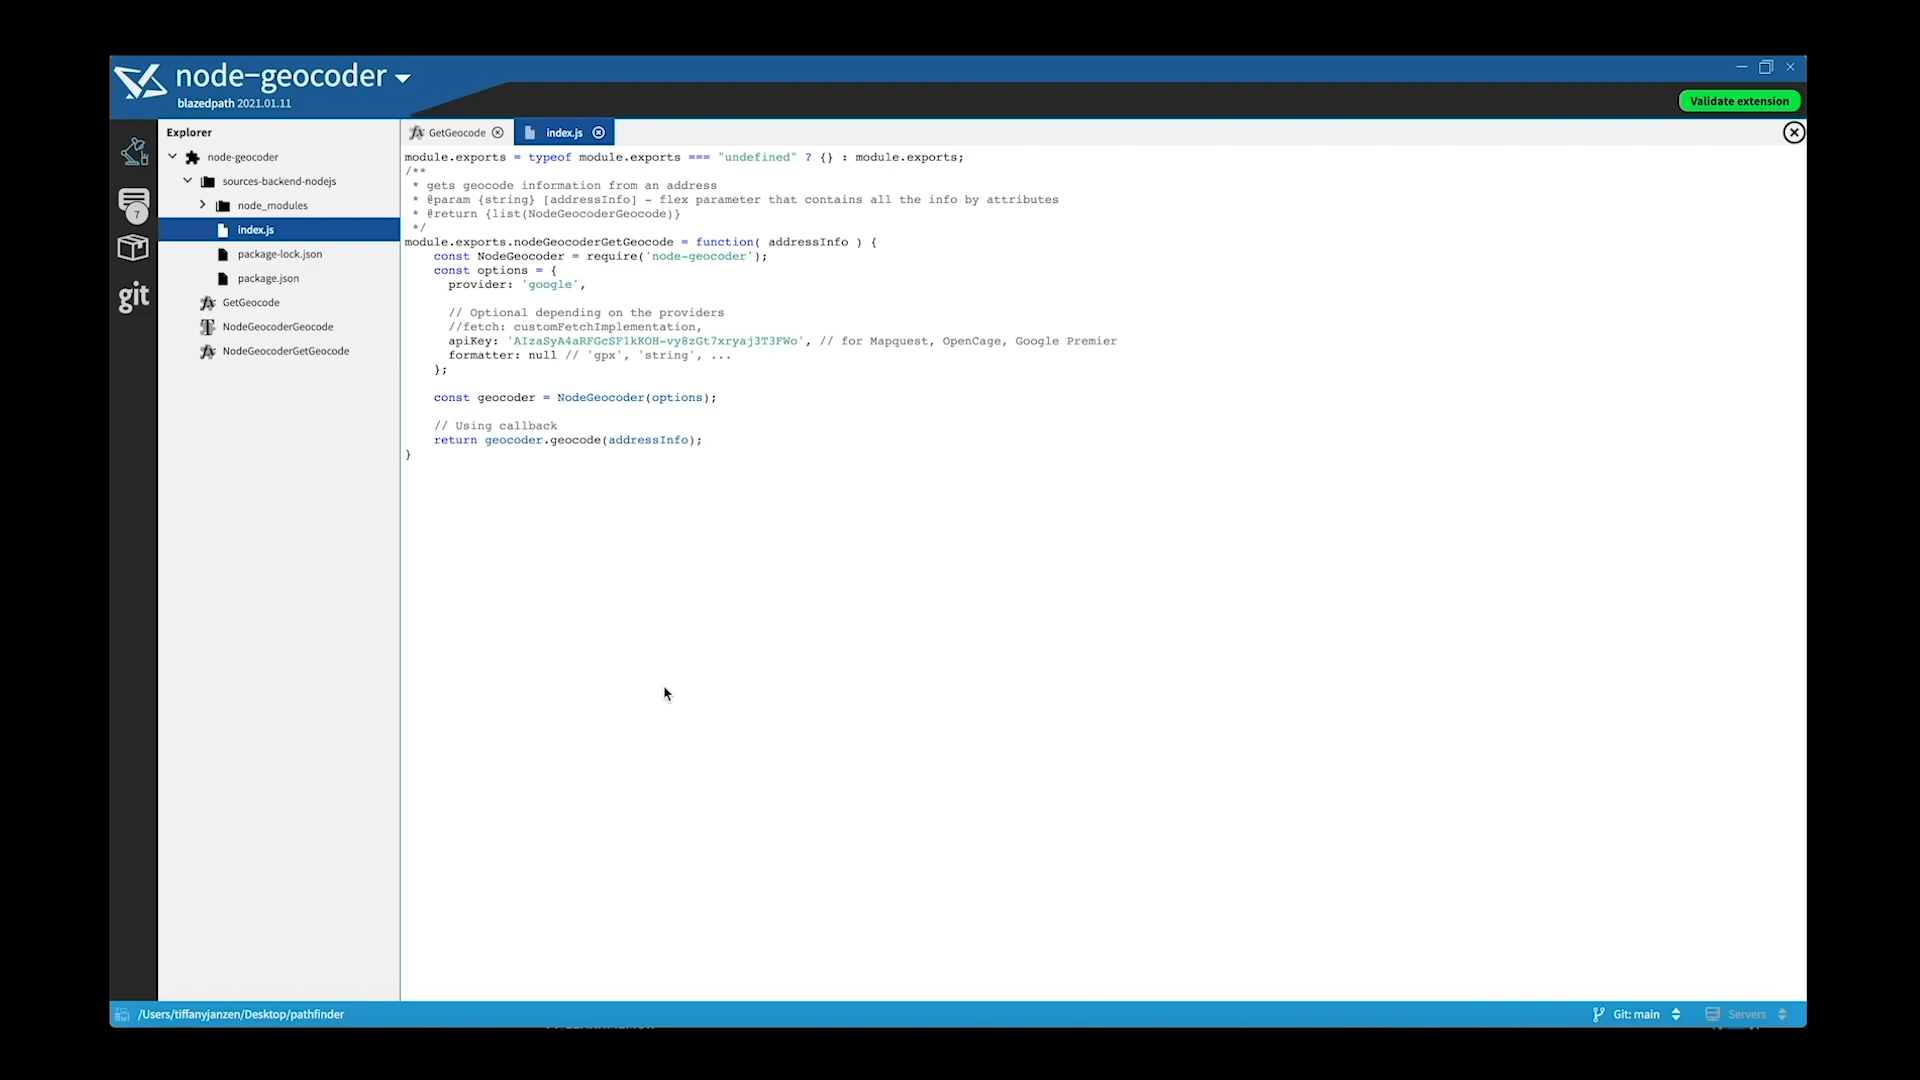 node-geocoder
blazedpath 2021.01.11
Validate extension
Explorer
node-geocoder
sources-backend-nodejs
node_modules
index.js
package-lock.json
package.json
GetGeocode
NodeGeocoderGeocode
NodeGeocoderGetGeocode
7
git
GetGeocode
index.js
module.exports = typeof module.exports === "undefined" ? {} : module.exports;
/**
* gets geocode information from an address
* @param {string} [addressInfo] - flex parameter that contains all the info by attributes
* @return {list(NodeGeocoderGeocode)}
*/
module.exports.nodeGeocoderGetGeocode = function( addressInfo ) {
const NodeGeocoder = require('node-geocoder');
const options = {
provider: 'google',
// Optional depending on the providers
//fetch: customFetchImplementation,
apiKey: 'AIzaSyA4aRFGcSF1kKOH-vy8zGt7xryaj3T3FWo', // for Mapquest, OpenCage, Google Premier
formatter: null // 'gpx', 'string', ...
};
const geocoder = NodeGeocoder(options);
// Using callback
return geocoder.geocode(addressInfo);
}
/Users/tiffanyjanzen/Desktop/pathfinder
Git: main
Servers